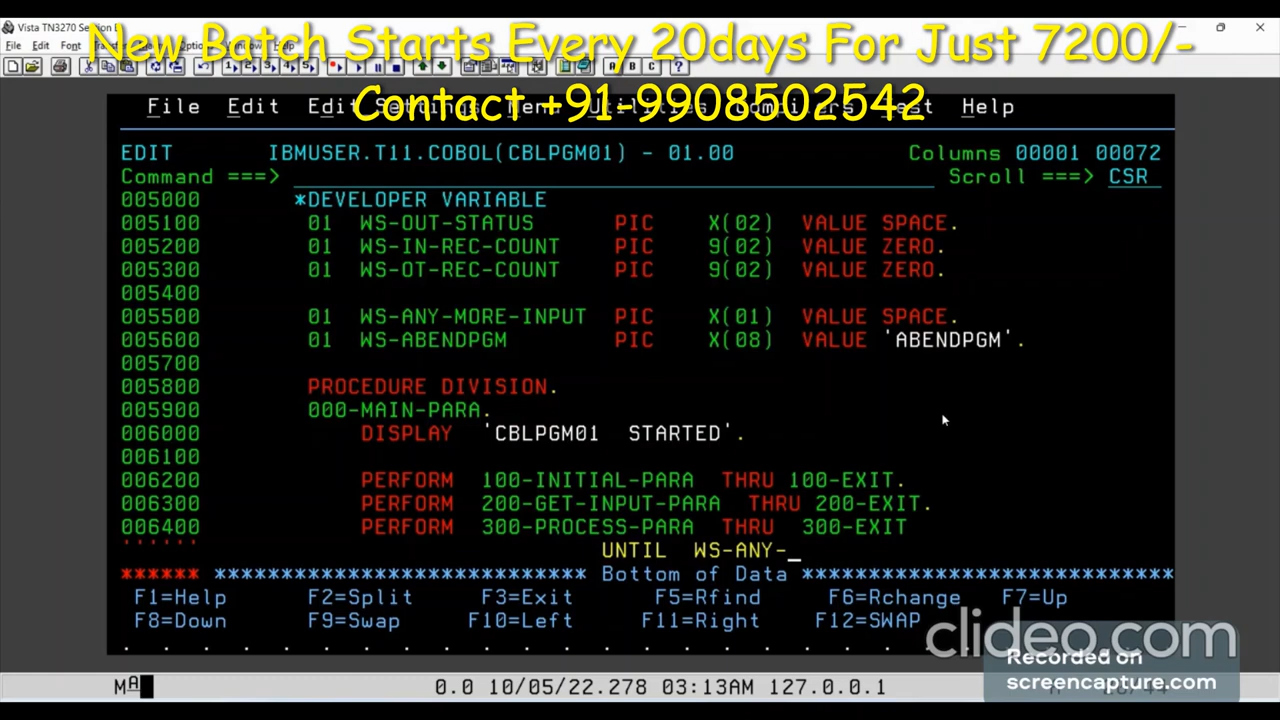 Vista TN3270
New Batch Starts Every 20days For Just 7200/-
File Edit Font
Contact +91-9908502542
File Edit Edit Help
EDIT IBMUSER.T11.COBOL(CBLPGM01) - 01.00 Columns 00001 00072
Command ===> Scroll ===> CSR
005000 *DEVELOPER VARIABLE
005100 01 WS-OUT-STATUS PIC X(02) VALUE SPACE.
005200 01 WS-IN-REC-COUNT PIC 9(02) VALUE ZERO.
005300 01 WS-OT-REC-COUNT PIC 9(02) VALUE ZERO.
005400
005500 01 WS-ANY-MORE-INPUT PIC X(01) VALUE SPACE.
005600 01 WS-ABENDPGM PIC X(08) VALUE 'ABENDPGM'.
005700
005800 PROCEDURE DIVISION.
005900 000-MAIN-PARA.
006000 DISPLAY 'CBLPGM01 STARTED'.
006100
006200 PERFORM 100-INITIAL-PARA THRU 100-EXIT.
006300 PERFORM 200-GET-INPUT-PARA THRU 200-EXIT.
006400 PERFORM 300-PROCESS-PARA THRU 300-EXIT
'''''' UNTIL WS-ANY-_
****** **************************** Bottom of Data ****************************
F1=Help F2=Split F3=Exit F5=Rfind F6=Rchange F7=Up
F8=Down F9=Swap F10=Left F11=Right F12=SWAP
clideo.com
Recorded on
screencapture.com
MA 0.0 10/05/22.278 03:13AM 127.0.0.1